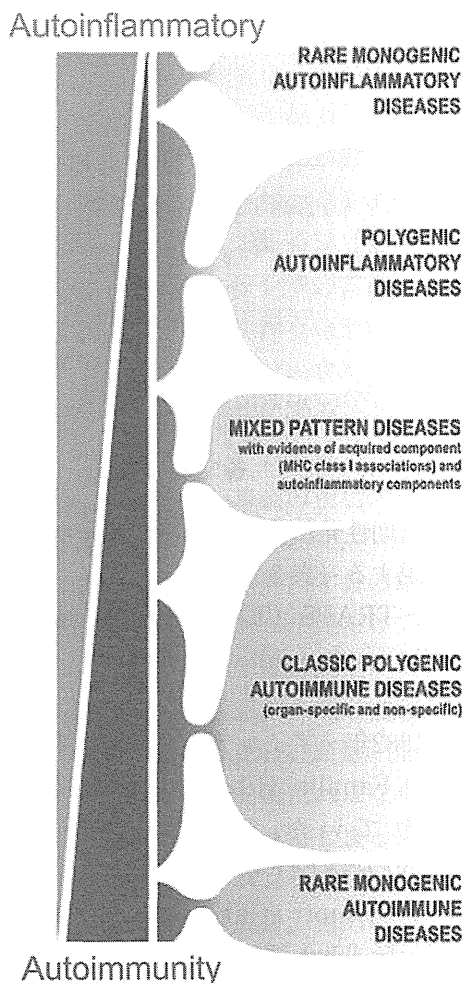 Autoinflammatory
RARE MONOGENIC
AUTOINFLAMMATORY
DISEASES
POLYGENIC
AUTOINFLAMMATORY
DISEASES
MIXED PATTERN DISEASES
with evidence of acquired component
(MHC class I associations) and
autoinflammatory components
CLASSIC POLYGENIC
AUTOIMMUNE DISEASES
(organ-specific and non-specific)
RARE MONOGENIC
AUTOIMMUNE
DISEASES
Autoimmunity